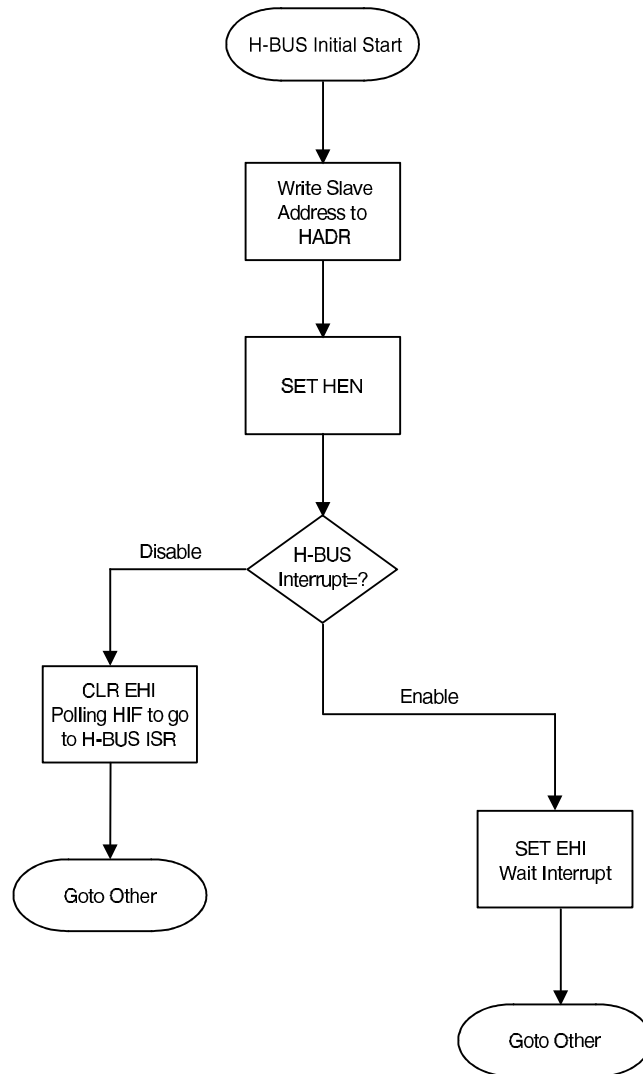 H-BUS Initial Start
Write Slave
Address to
HADR
SET HEN
H-BUS
Interrupt=?
Disable
CLR EHI
Polling HIF to go
to H-BUS ISR
Goto Other
Enable
SET EHI
Wait Interrupt
Goto Other